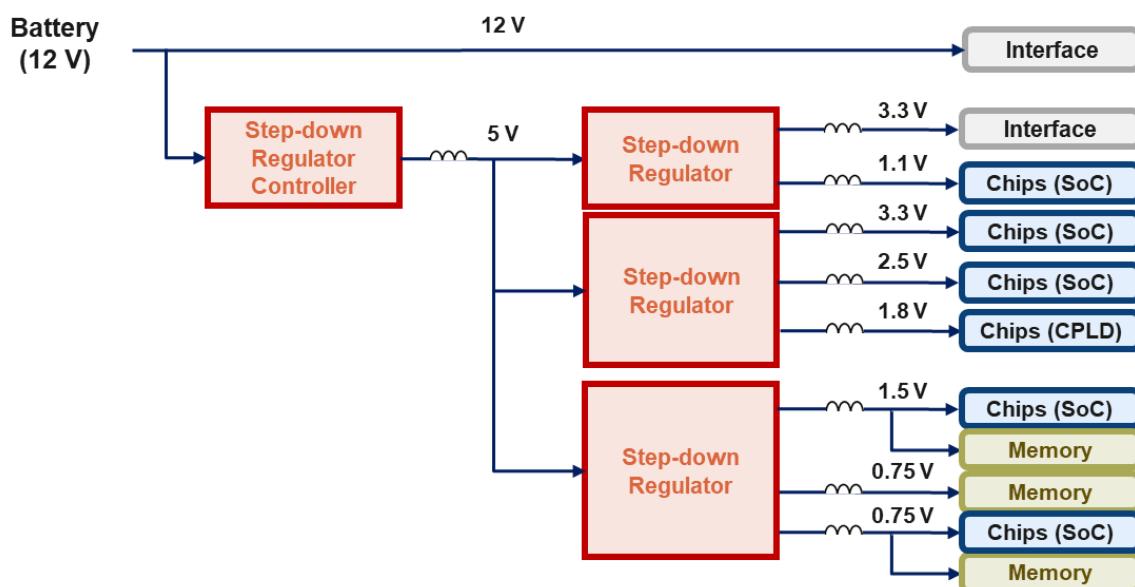 Battery
(12 V)
12 V
Interface
Step-down
Regulator
Controller
5 V
Step-down
Regulator
3.3 V
Interface
1.1 V
Chips (SoC)
Step-down
Regulator
3.3 V
Chips (SoC)
2.5 V
Chips (SoC)
1.8 V
Chips (CPLD)
Step-down
Regulator
1.5 V
Chips (SoC)
Memory
0.75 V
Memory
0.75 V
Chips (SoC)
Memory